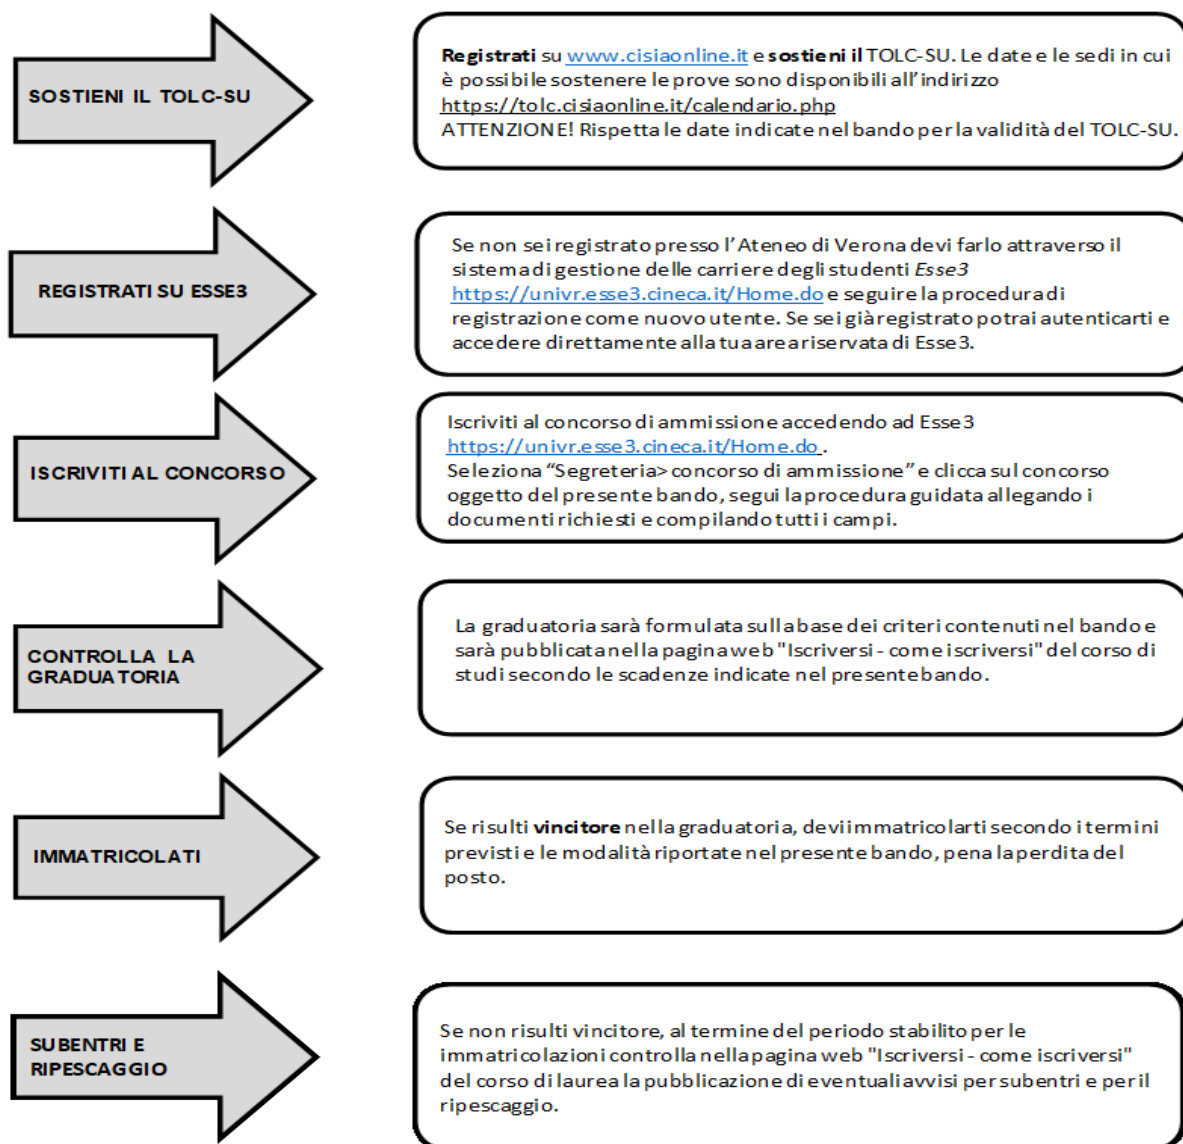 SOSTIENI IL TOLC-SU
Registrati su www.cisiaonline.it e sostieni il TOLC-SU. Le date e le sedi in cui
è possibile sostenere le prove sono disponibili all'indirizzo
https://tolc.cisiaonline.it/calendario.php
ATTENZIONE! Rispetta le date indicate nel bando per la validità del TOLC-SU.
REGISTRATI SU ESSE3
Se non sei registrato presso l'Ateneo di Verona devi farlo attraverso il
sistema di gestione delle carriere degli studenti Esse3
https://univr.esse3.cineca.it/Home.do e seguire la procedura di
registrazione come nuovo utente. Se sei già registrato potrai autenticarti e
accedere direttamente alla tua area riservata di Esse3.
ISCRIVITI AL CONCORSO
Iscriviti al concorso di ammissione accedendo ad Esse3
https://univr.esse3.cineca.it/Home.do .
Seleziona “Segreteria> concorso di ammissione” e clicca sul concorso
oggetto del presente bando, segui la procedura guidata allegando i
documenti richiesti e compilando tutti i campi.
CONTROLLA LA
GRADUATORIA
La graduatoria sarà formulata sulla base dei criteri contenuti nel bando e
sarà pubblicata nella pagina web "Iscriversi - come iscriversi" del corso di
studi secondo le scadenze indicate nel presente bando.
IMMATRICOLATI
Se risulti vincitore nella graduatoria, devi immatricolarti secondo i termini
previsti e le modalità riportate nel presente bando, pena la perdita del
posto.
SUBENTRI E
RIPESCAGGIO
Se non risulti vincitore, al termine del periodo stabilito per le
immatricolazioni controlla nella pagina web "Iscriversi - come iscriversi"
del corso di laurea la pubblicazione di eventuali avvisi per subentri e per il
ripescaggio.